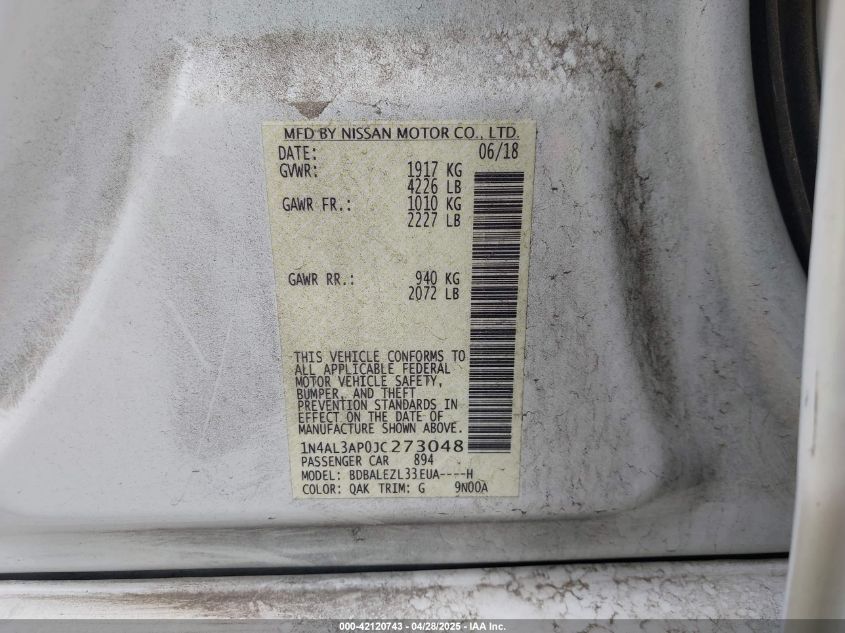 MFD BY NISSAN MOTOR CO., LTD.
DATE: 06/18
GVWR: 1917 KG
4226 LB
GAWR FR.: 1010 KG
2227 LB
GAWR RR.: 940 KG
2072 LB
THIS VEHICLE CONFORMS TO
ALL APPLICABLE FEDERAL
MOTOR VEHICLE SAFETY,
BUMPER, AND THEFT
PREVENTION STANDARDS IN
EFFECT ON THE DATE OF
MANUFACTURE SHOWN ABOVE.
1N4AL3AP0JC273048
PASSENGER CAR 894
MODEL: BDBALEZL33EUA----H
COLOR: QAK TRIM: G 9N00A
000-42120743 / 04/28/2025 - IAA Inc.